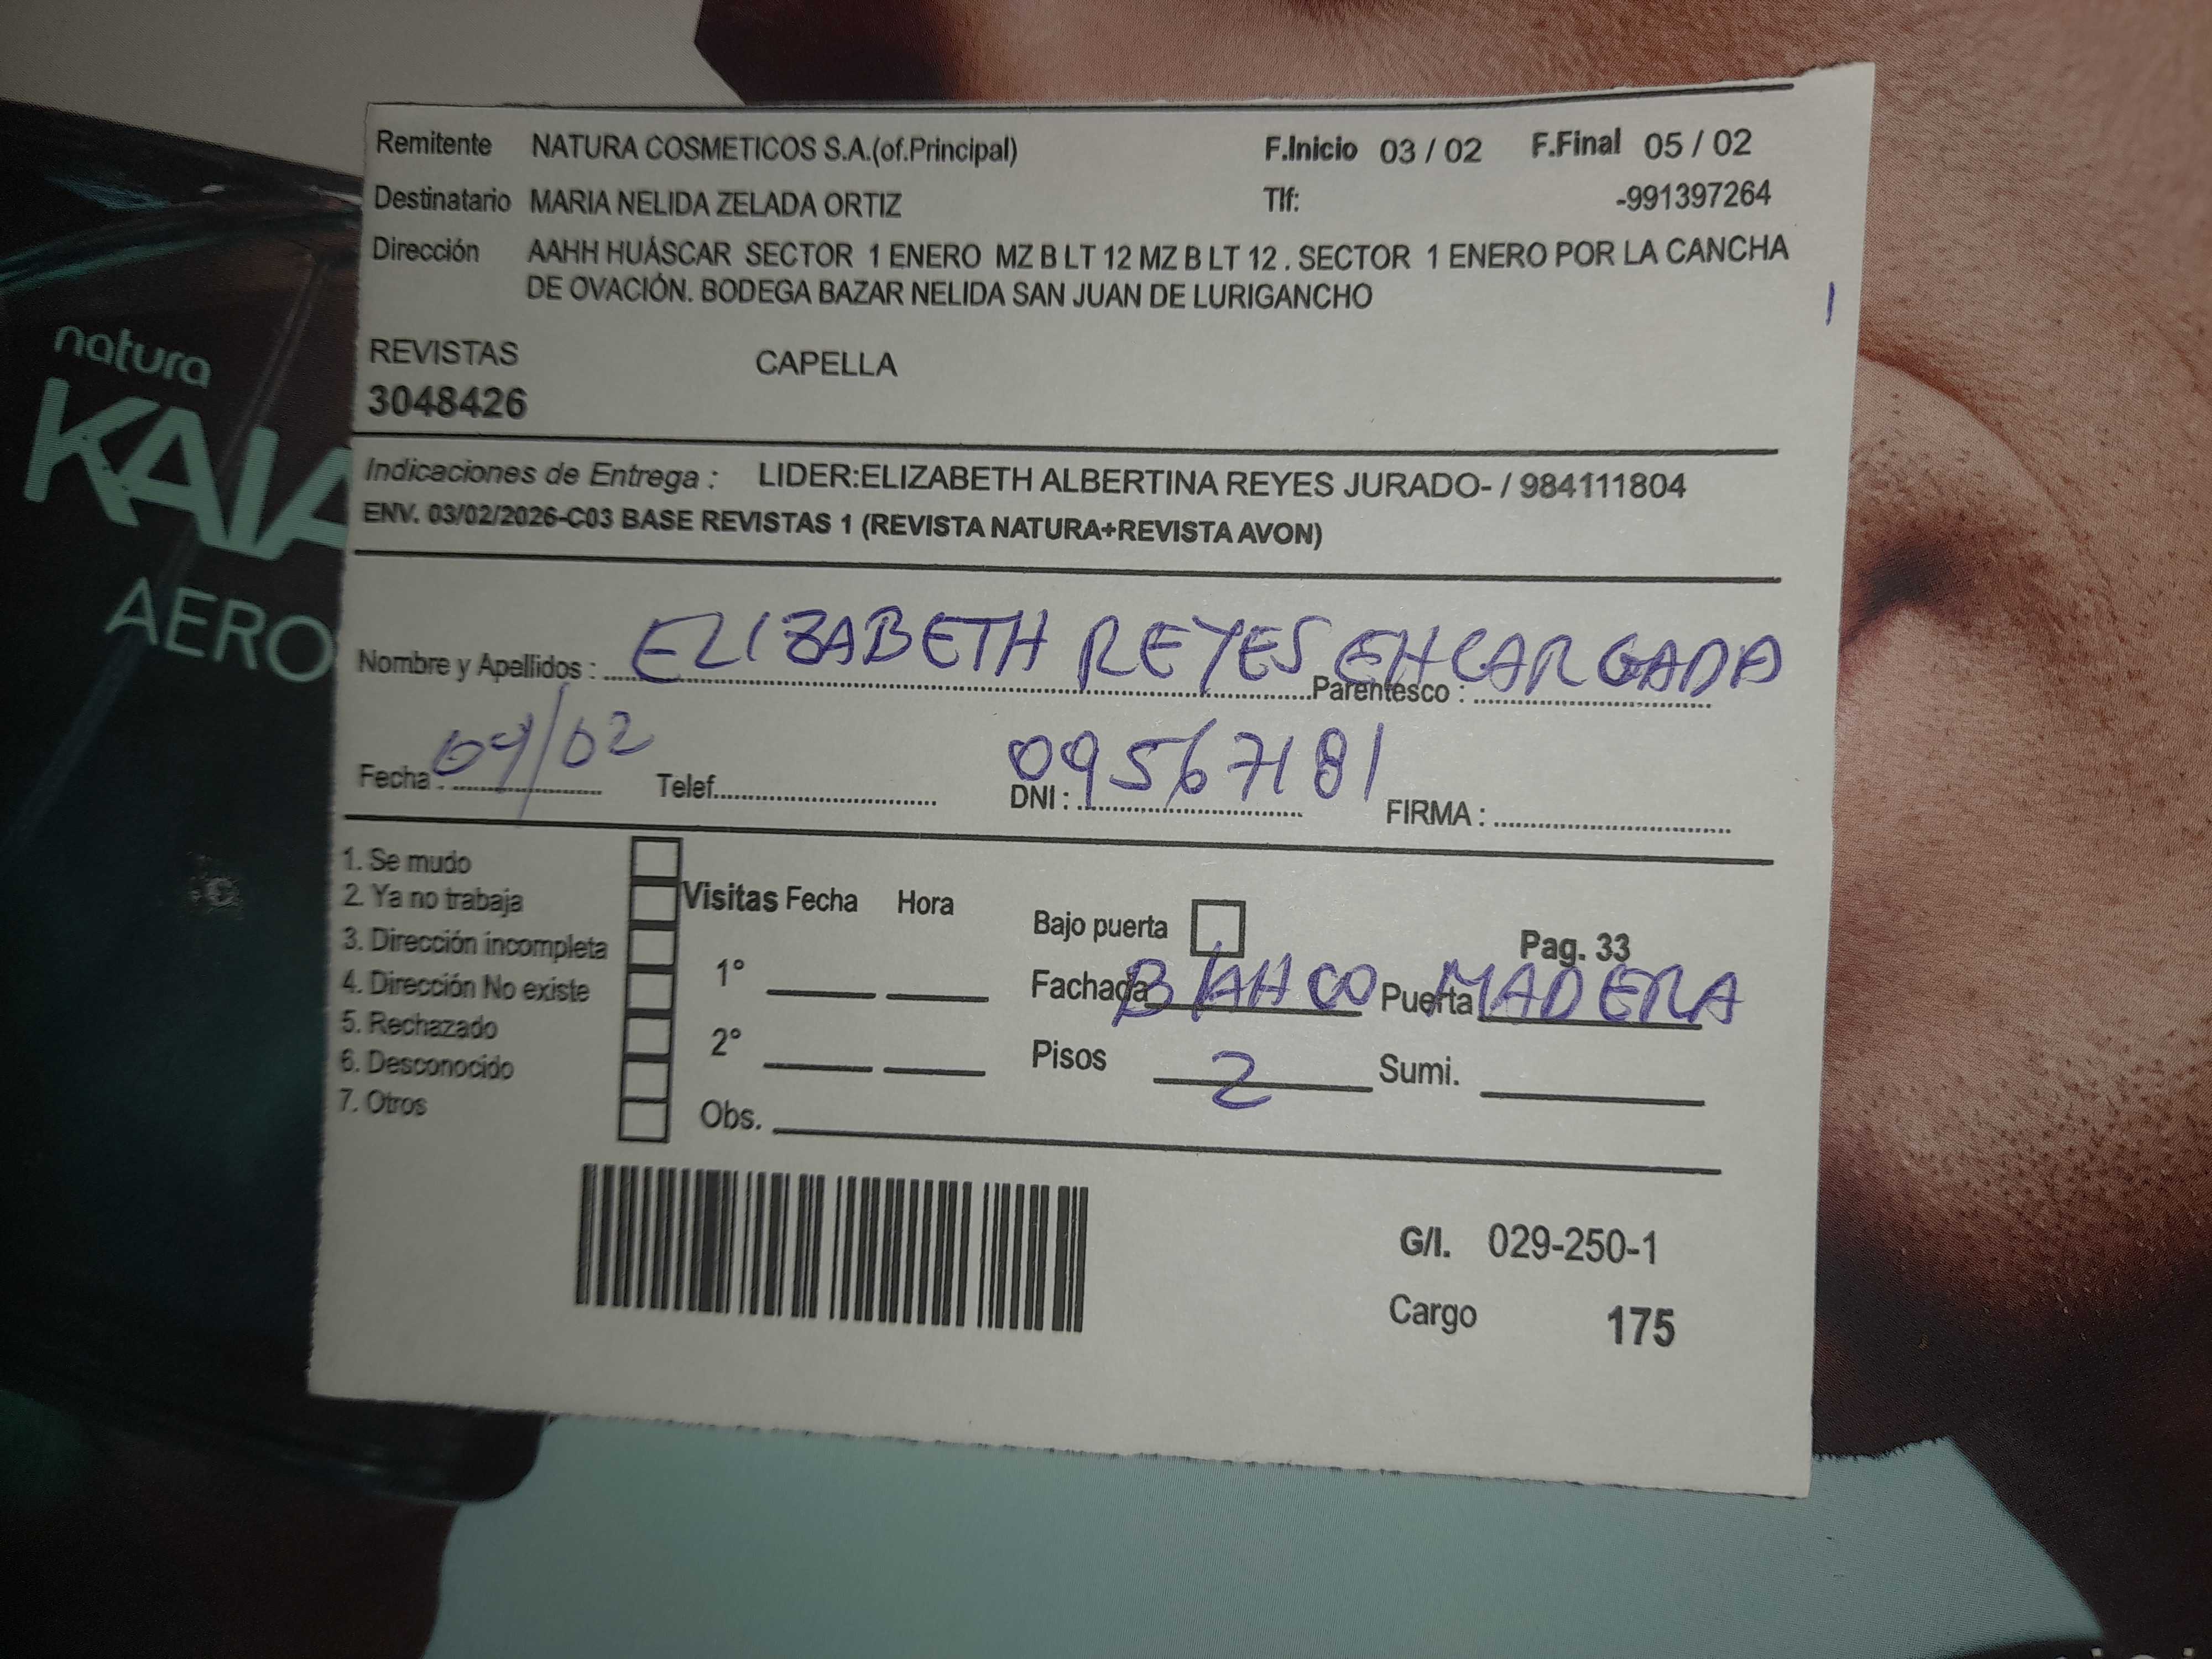 natura
KAIA
AERO
Remitente NATURA COSMETICOS S.A.(of.Principal) F.Inicio 03 / 02 F.Final 05 / 02
Destinatario MARIA NELIDA ZELADA ORTIZ Tlf: -991397264
Dirección AAHH HUÁSCAR SECTOR 1 ENERO MZ B LT 12 MZ B LT 12 . SECTOR 1 ENERO POR LA CANCHA
DE OVACIÓN. BODEGA BAZAR NELIDA SAN JUAN DE LURIGANCHO
REVISTAS CAPELLA
3048426
Indicaciones de Entrega : LIDER:ELIZABETH ALBERTINA REYES JURADO- / 984111804
ENV. 03/02/2026-C03 BASE REVISTAS 1 (REVISTA NATURA+REVISTA AVON)
Nombre y Apellidos : ELIZABETH REYES Parentesco : ENCARGADA
Fecha : 04/02 Telef. DNI : 09567181 FIRMA :
1. Se mudo
2. Ya no trabaja
3. Dirección incompleta
4. Dirección No existe
5. Rechazado
6. Desconocido
7. Otros
Visitas Fecha Hora
1°
2°
Obs.
Bajo puerta Pag. 33
Fachada BlANCO Puerta MADERA
Pisos 2 Sumi.
G/I. 029-250-1
Cargo 175